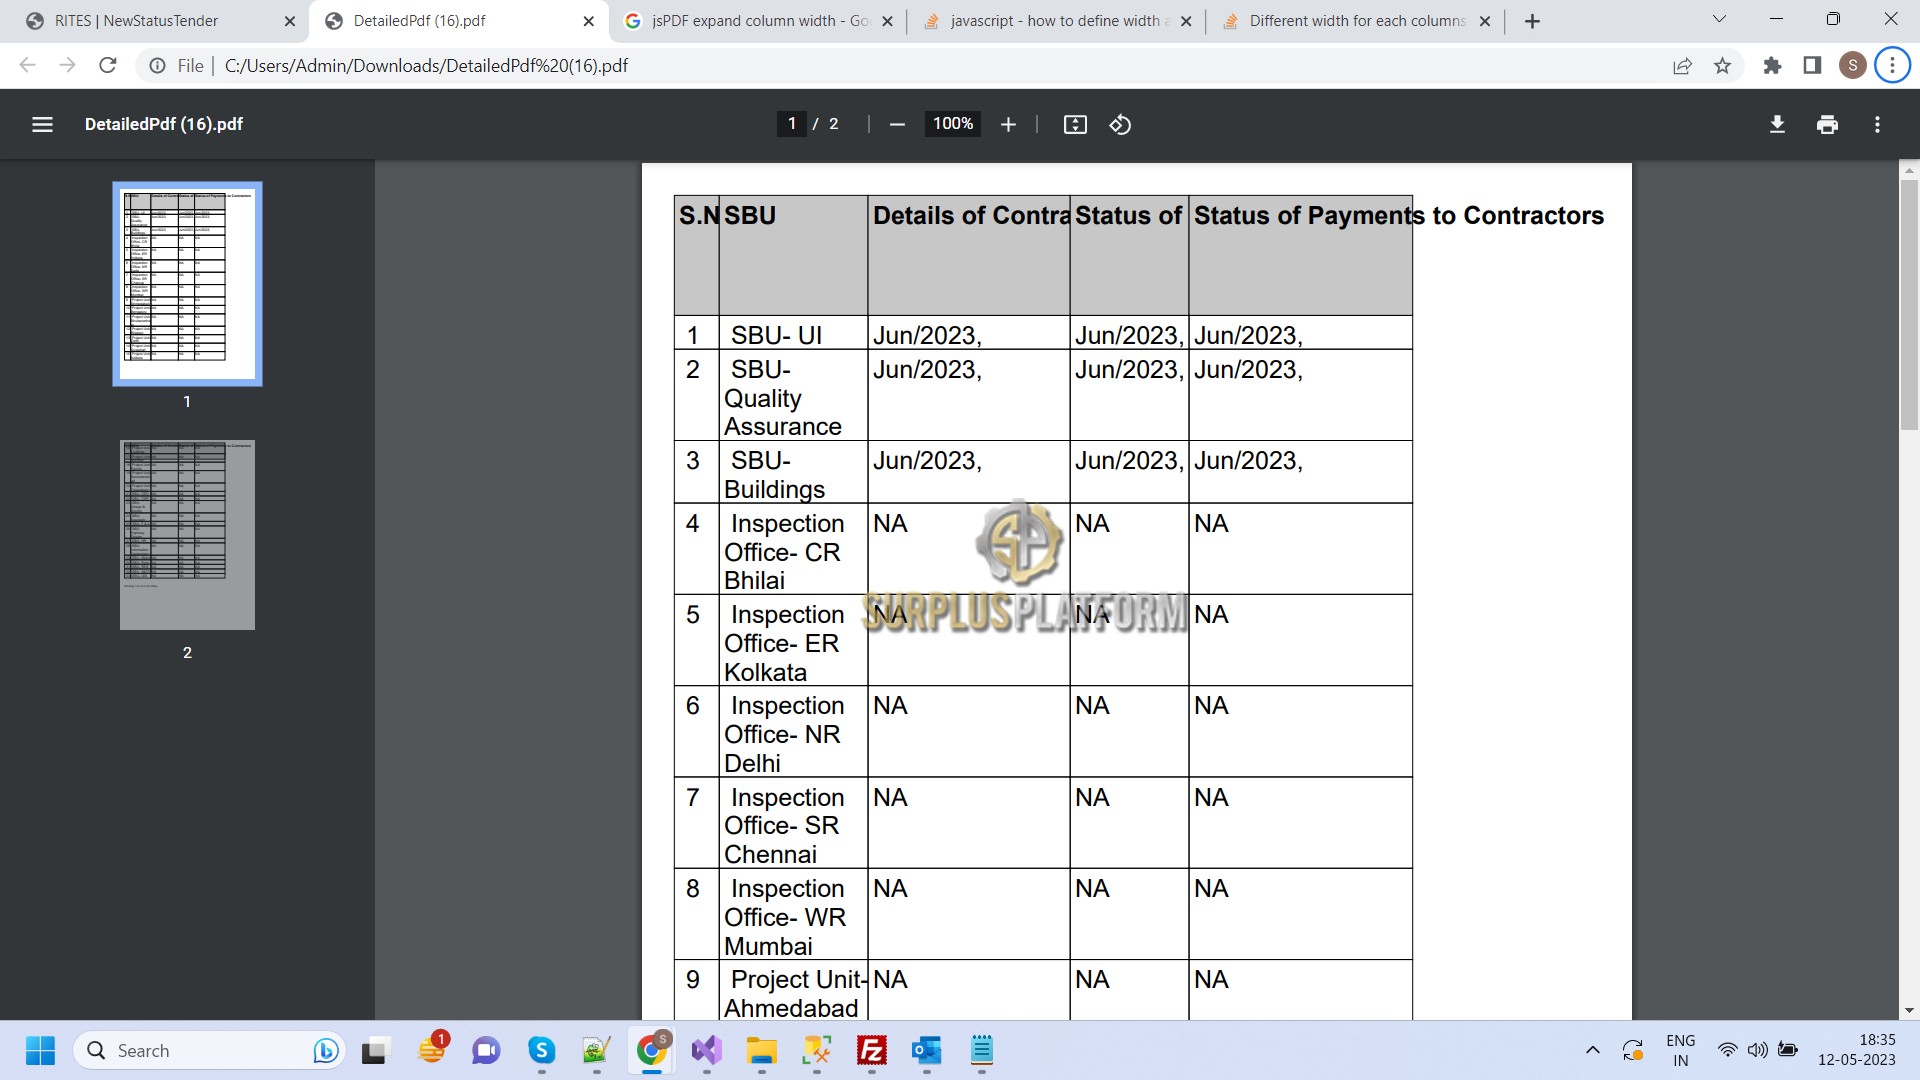 RITES | NewStatusTender
DetailedPdf (16).pdf
jsPDF expand column width - Go
javascript - how to define width a
Different width for each columns
File
C:/Users/Admin/Downloads/DetailedPdf%20(16).pdf
S
DetailedPdf (16).pdf
1 / 2
100%
1
2
S.N SBU Details of Contra Status of Status of Payments to Contractors
1 SBU- UI Jun/2023, Jun/2023, Jun/2023,
2 SBU- Jun/2023, Jun/2023, Jun/2023,
Quality
Assurance
3 SBU- Jun/2023, Jun/2023, Jun/2023,
Buildings
4 Inspection NA NA NA
Office- CR
Bhilai
5 Inspection NA NA NA
Office- ER
Kolkata
6 Inspection NA NA NA
Office- NR
Delhi
7 Inspection NA NA NA
Office- SR
Chennai
8 Inspection NA NA NA
Office- WR
Mumbai
9 Project Unit- NA NA NA
Ahmedabad
SP
SURPLUSPLATFORM
Search
1
S
S
Fz
ENG
IN
18:35
12-05-2023